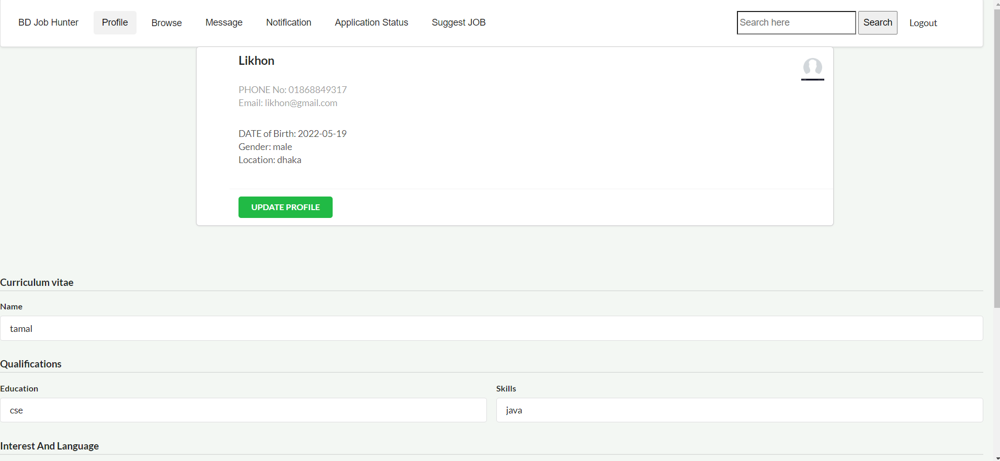 BD Job Hunter Profile Browse Message Notification Application Status Suggest JOB Search here Search Logout
Likhon
PHONE No: 01868849317
Email: likhon@gmail.com
DATE of Birth: 2022-05-19
Gender: male
Location: dhaka
UPDATE PROFILE
Curriculum vitae
Name
tamal
Qualifications
Education Skills
cse java
Interest And Language